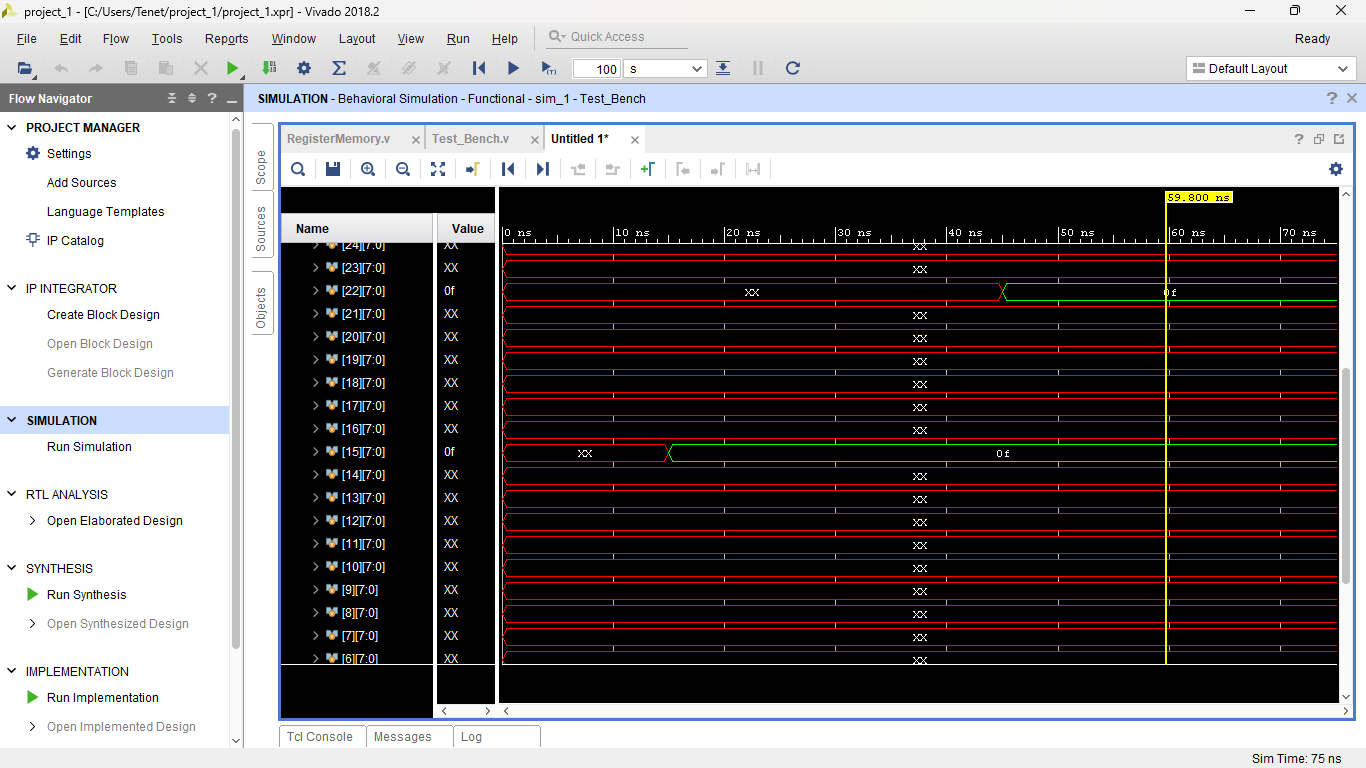 project_1 - [C:/Users/Tenet/project_1/project_1.xpr] - Vivado 2018.2
File Edit Flow Tools Reports Window Layout View Run Help Quick Access Ready
100 s Default Layout
Flow Navigator
PROJECT MANAGER
Settings
Add Sources
Language Templates
IP Catalog
IP INTEGRATOR
Create Block Design
Open Block Design
Generate Block Design
SIMULATION
Run Simulation
RTL ANALYSIS
Open Elaborated Design
SYNTHESIS
Run Synthesis
Open Synthesized Design
IMPLEMENTATION
Run Implementation
Open Implemented Design
SIMULATION - Behavioral Simulation - Functional - sim_1 - Test_Bench
Scope
Sources
Objects
RegisterMemory.v Test_Bench.v Untitled 1*
59.800 ns
Name Value
0 ns 10 ns 20 ns 30 ns 40 ns 50 ns 60 ns 70 ns
[24][7:0] XX XX
[23][7:0] XX XX
[22][7:0] 0f XX 0f
[21][7:0] XX XX
[20][7:0] XX XX
[19][7:0] XX XX
[18][7:0] XX XX
[17][7:0] XX XX
[16][7:0] XX XX
[15][7:0] 0f XX 0f
[14][7:0] XX XX
[13][7:0] XX XX
[12][7:0] XX XX
[11][7:0] XX XX
[10][7:0] XX XX
[9][7:0] XX XX
[8][7:0] XX XX
[7][7:0] XX XX
[6][7:0] XX XX
Tcl Console Messages Log
Sim Time: 75 ns